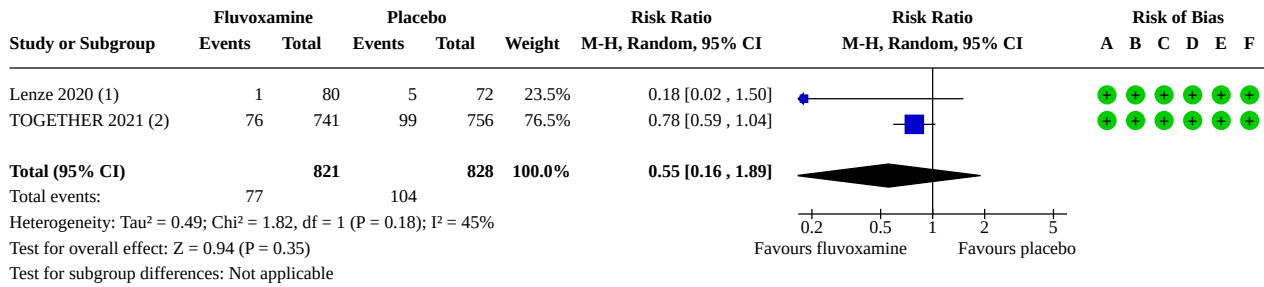 Fluvoxamine Placebo Risk Ratio Risk Ratio Risk of Bias
Study or Subgroup Events Total Events Total Weight M-H, Random, 95% CI M-H, Random, 95% CI A B C D E F
Lenze 2020 (1) 1 80 5 72 23.5% 0.18 [0.02 , 1.50] + + + + + +
TOGETHER 2021 (2) 76 741 99 756 76.5% 0.78 [0.59 , 1.04] + + + + + +
Total (95% CI) 821 828 100.0% 0.55 [0.16 , 1.89]
Total events: 77 104
Heterogeneity: Tau² = 0.49; Chi² = 1.82, df = 1 (P = 0.18); I² = 45%
0.2 0.5 1 2 5
Test for overall effect: Z = 0.94 (P = 0.35) Favours fluvoxamine Favours placebo
Test for subgroup differences: Not applicable